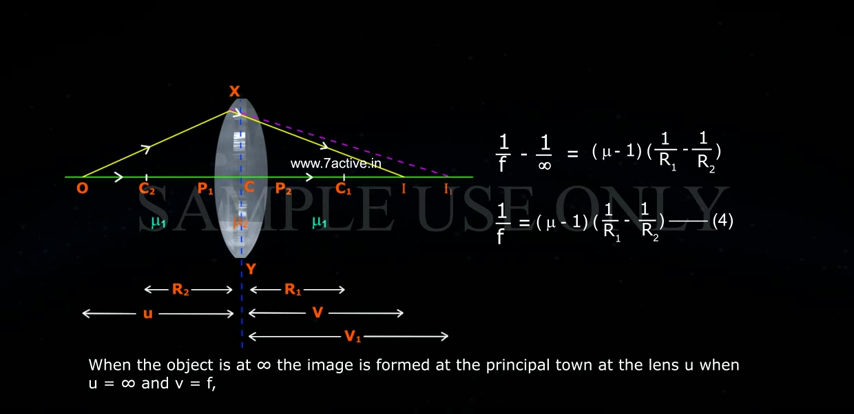 X
www.7active.in
1/f - 1/∞ = (μ - 1)(1/R₁ - 1/R₂)
O C₂ P₁ C P₂ C₁ I I₁
SAMPLE USE ONLY
μ₁ μ₁
1/f = (μ - 1)(1/R₁ - 1/R₂) —— (4)
Y
R₂ R₁
u V
V₁
When the object is at ∞ the image is formed at the principal town at the lens u when
u = ∞ and v = f,